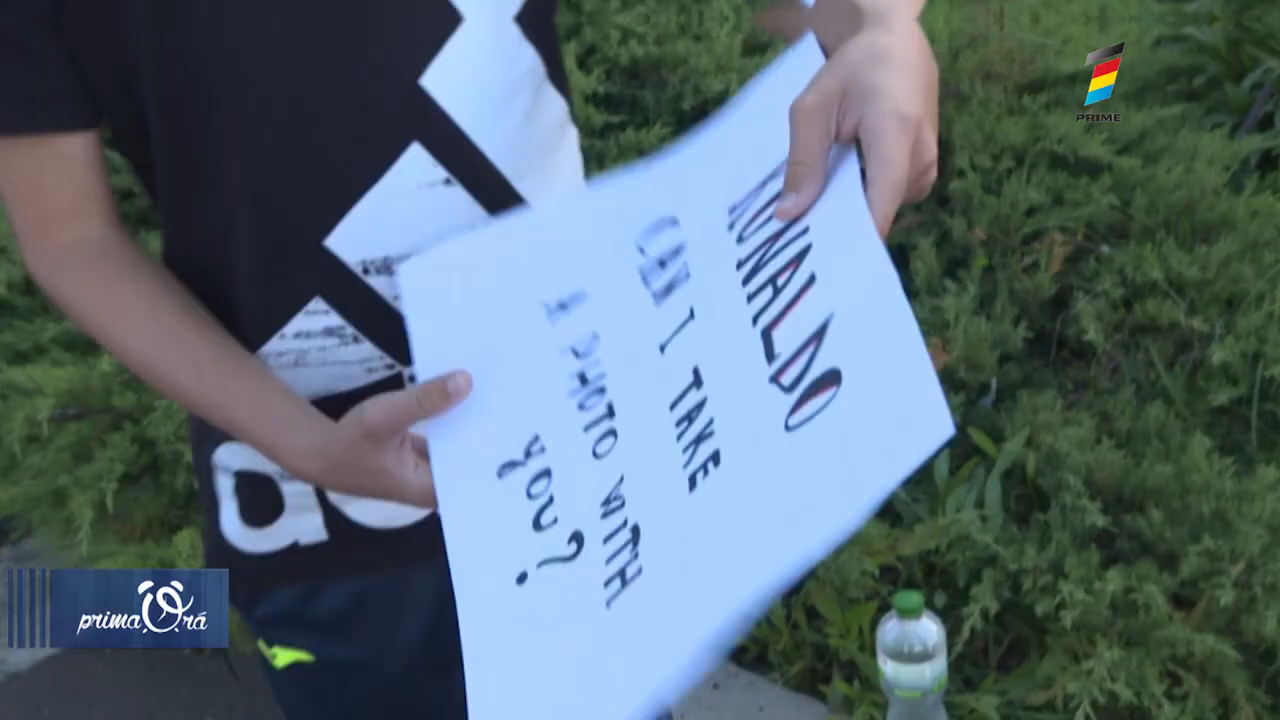 RONALDO
CAN I TAKE
A PHOTO WITH
you?
PRIME
prima Oră